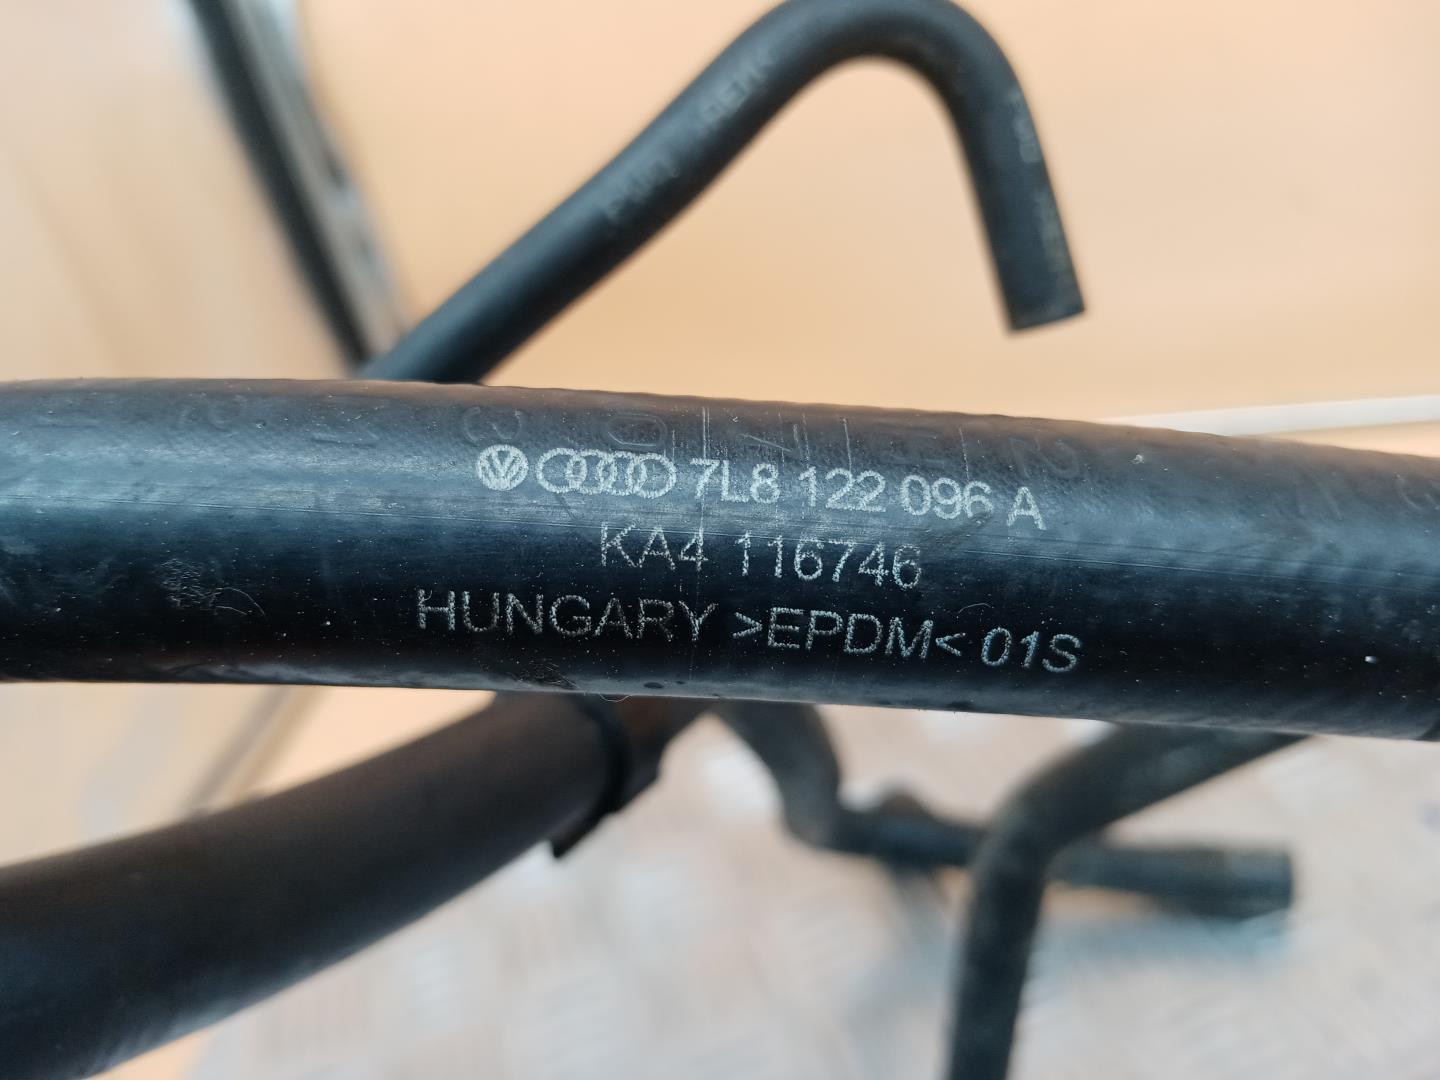 7L8 122 096 A
KA4 116746
HUNGARY >EPDM< 01S